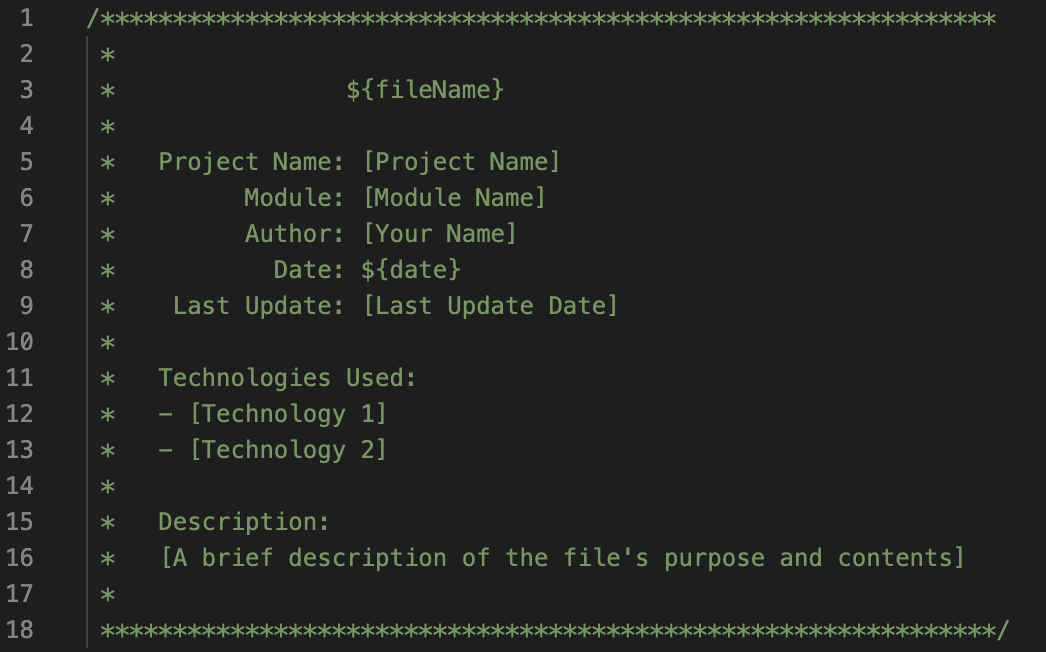 1 /**************************************************************
2 *
3 *                ${fileName}
4 *
5 *   Project Name: [Project Name]
6 *         Module: [Module Name]
7 *         Author: [Your Name]
8 *           Date: ${date}
9 *    Last Update: [Last Update Date]
10 *
11 *   Technologies Used:
12 *   - [Technology 1]
13 *   - [Technology 2]
14 *
15 *   Description:
16 *   [A brief description of the file's purpose and contents]
17 *
18 **************************************************************/